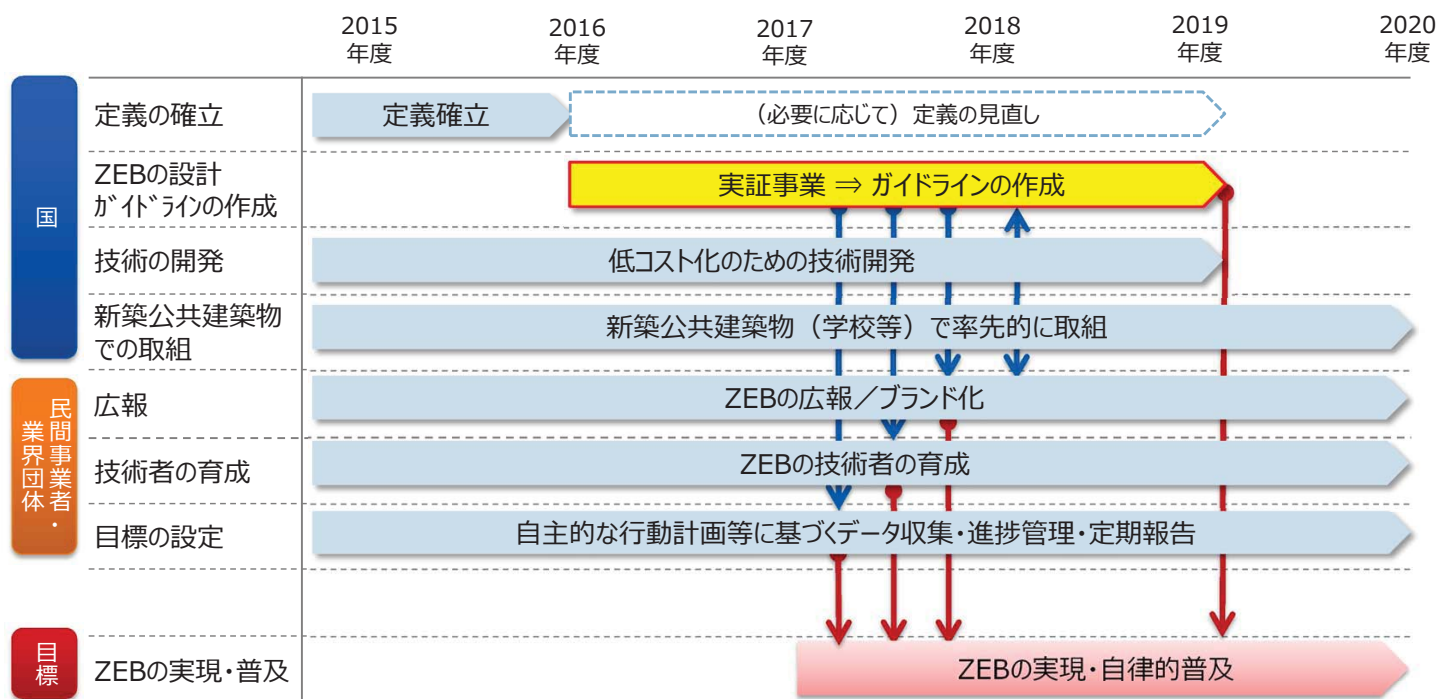 2015
年度
2016
年度
2017
年度
2018
年度
2019
年度
2020
年度
国
定義の確立
定義確立
（必要に応じて）定義の見直し
ZEBの設計
ｶﾞｲﾄﾞﾗｲﾝの作成
実証事業 ⇒ ガイドラインの作成
技術の開発
低コスト化のための技術開発
新築公共建築物
での取組
新築公共建築物（学校等）で率先的に取組
民間事業者・
業界団体
広報
ZEBの広報／ブランド化
技術者の育成
ZEBの技術者の育成
目標の設定
自主的な行動計画等に基づくデータ収集・進捗管理・定期報告
目標
ZEBの実現・普及
ZEBの実現・自律的普及